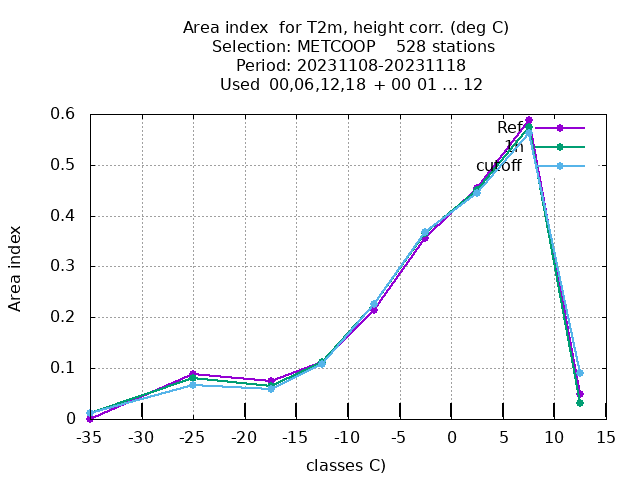 Area index  for T2m, height corr. (deg C)
Selection: METCOOP    528 stations
Period: 20231108-20231118
Used  00,06,12,18  + 00 01 ... 12
Area index
0.6
0.5
0.4
0.3
0.2
0.1
0
Ref
1h
cutoff
-35 -30 -25 -20 -15 -10 -5 0 5 10 15
classes C)